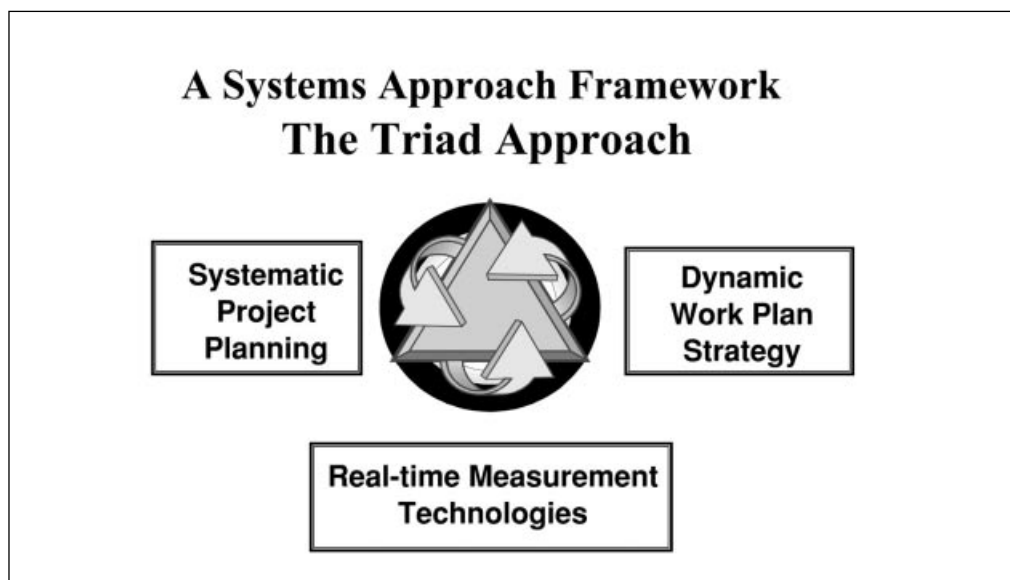 A Systems Approach Framework
The Triad Approach
Systematic
Project
Planning
Dynamic
Work Plan
Strategy
Real-time Measurement
Technologies